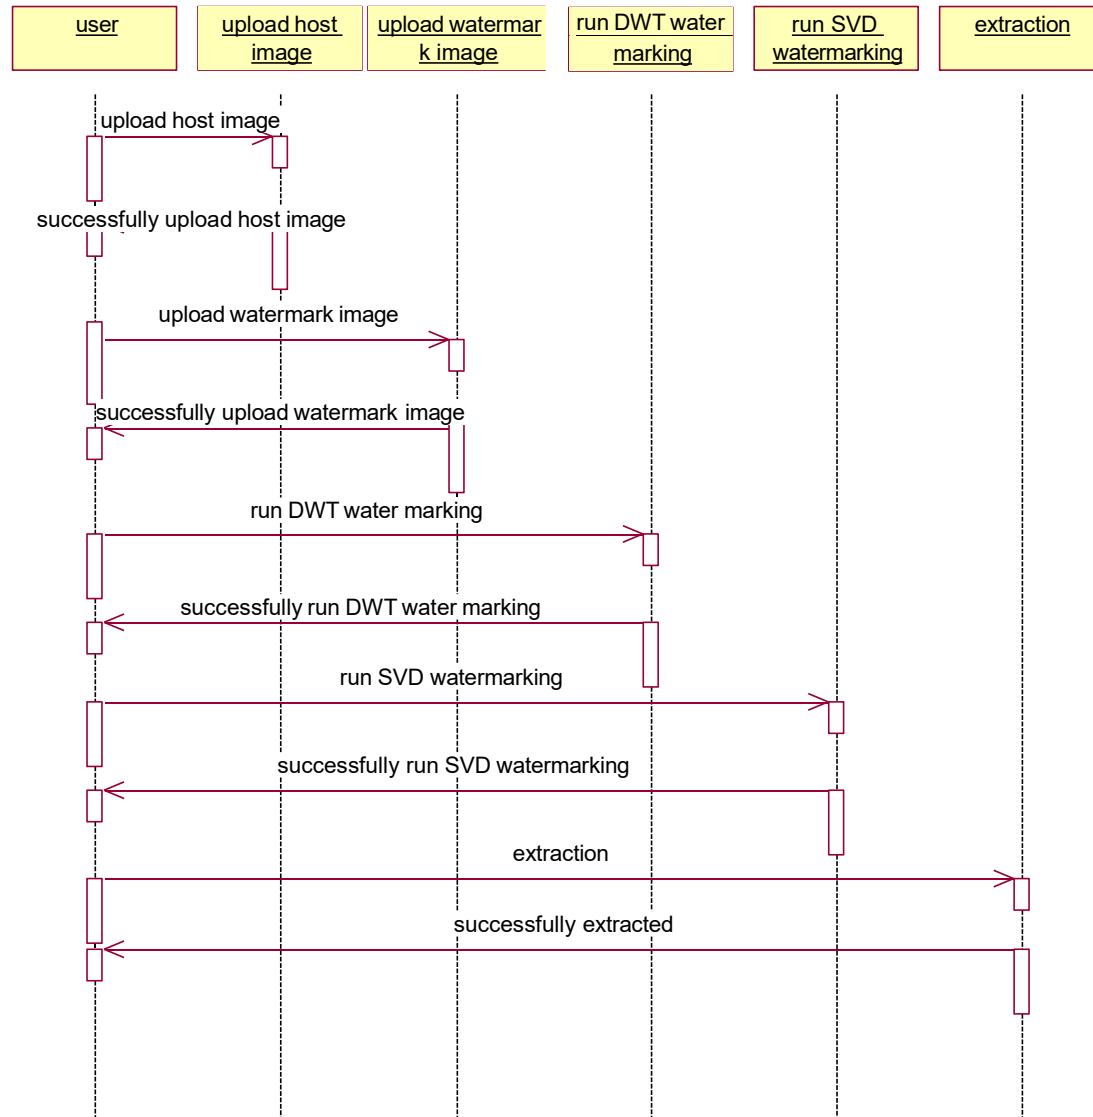 user
upload host
image
upload watermar
k image
run DWT water
marking
run SVD
watermarking
extraction
upload host image
successfully upload host image
upload watermark image
successfully upload watermark image
run DWT water marking
successfully run DWT water marking
run SVD watermarking
successfully run SVD watermarking
extraction
successfully extracted